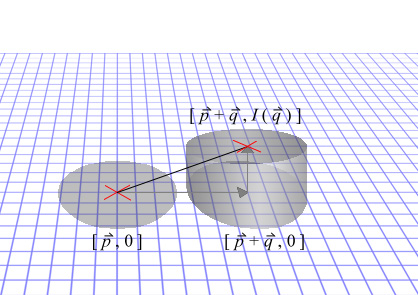 [ p⃗ + q⃗ , I ( q⃗ ) ]
[ p⃗ , 0 ]
[ p⃗ + q⃗ , 0 ]